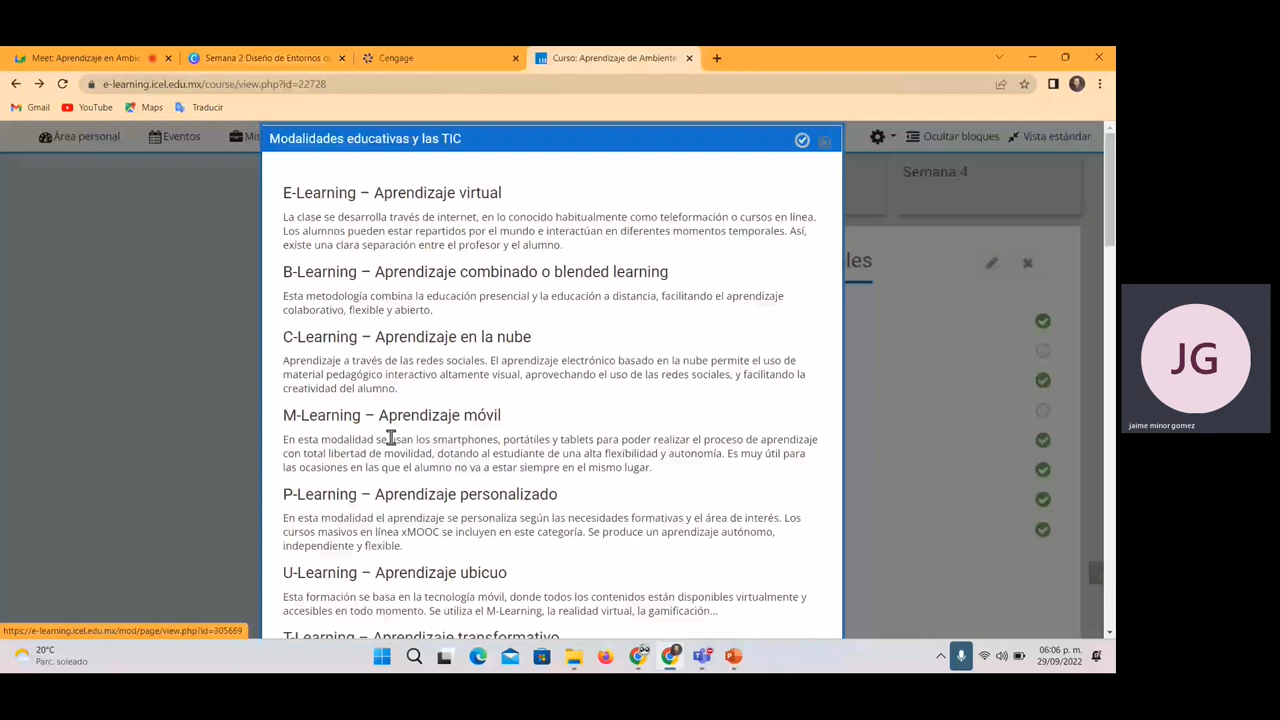 Meet: Aprendizaje en Ambie
Semana 2 Diseño de Entornos d
Cengage
Curso: Aprendizaje de Ambiente
e-learning.icel.edu.mx/course/view.php?id=22728
Gmail
YouTube
Maps
Traducir
Área personal
Eventos
Mis
Modalidades educativas y las TIC
Ocultar bloques
Vista estándar
Semana 4
les
E-Learning – Aprendizaje virtual
La clase se desarrolla través de internet, en lo conocido habitualmente como teleformación o cursos en línea.
Los alumnos pueden estar repartidos por el mundo e interactúan en diferentes momentos temporales. Así,
existe una clara separación entre el profesor y el alumno.
B-Learning – Aprendizaje combinado o blended learning
Esta metodología combina la educación presencial y la educación a distancia, facilitando el aprendizaje
colaborativo, flexible y abierto.
C-Learning – Aprendizaje en la nube
Aprendizaje a través de las redes sociales. El aprendizaje electrónico basado en la nube permite el uso de
material pedagógico interactivo altamente visual, aprovechando el uso de las redes sociales, y facilitando la
creatividad del alumno.
M-Learning – Aprendizaje móvil
En esta modalidad se usan los smartphones, portátiles y tablets para poder realizar el proceso de aprendizaje
con total libertad de movilidad, dotando al estudiante de una alta flexibilidad y autonomía. Es muy útil para
las ocasiones en las que el alumno no va a estar siempre en el mismo lugar.
P-Learning – Aprendizaje personalizado
En esta modalidad el aprendizaje se personaliza según las necesidades formativas y el área de interés. Los
cursos masivos en línea xMOOC se incluyen en este categoría. Se produce un aprendizaje autónomo,
independiente y flexible.
U-Learning – Aprendizaje ubicuo
Esta formación se basa en la tecnología móvil, donde todos los contenidos están disponibles virtualmente y
accesibles en todo momento. Se utiliza el M-Learning, la realidad virtual, la gamificación...
T-Learning – Aprendizaje transformativo
https://e-learning.icel.edu.mx/mod/page/view.php?id=305669
JG
jaime minor gomez
20°C
Parc. soleado
06:06 p. m.
29/09/2022